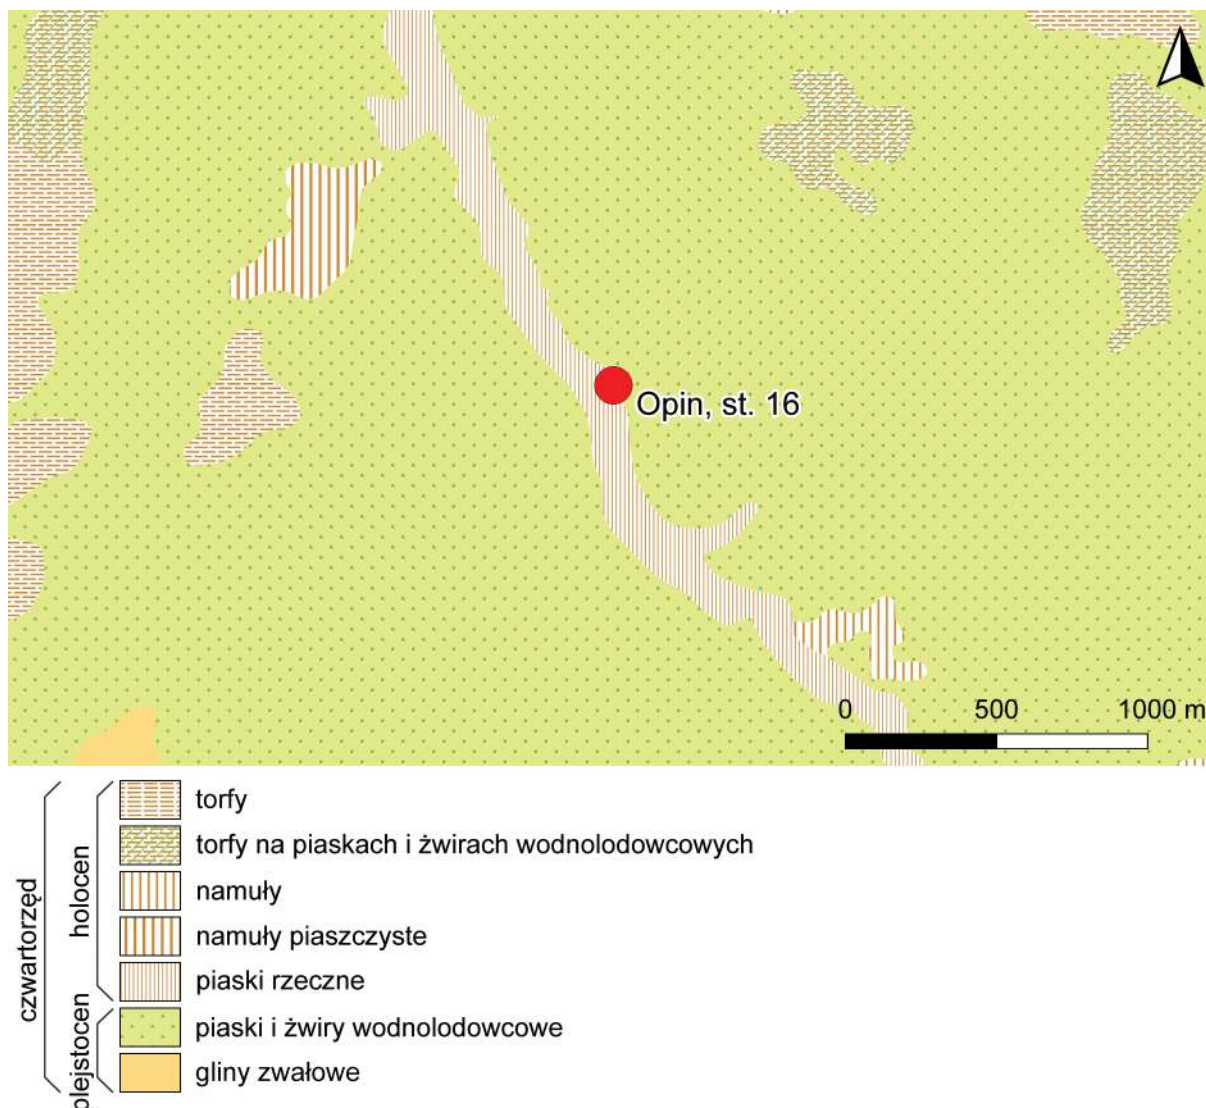 Opin, st. 16
0 500 1000 m
torfy
torfy na piaskach i żwirach wodnolodowcowych
namuły
namuły piaszczyste
piaski rzeczne
piaski i żwiry wodnolodowcowe
gliny zwałowe
czwartorzęd
holocen
plejstocen